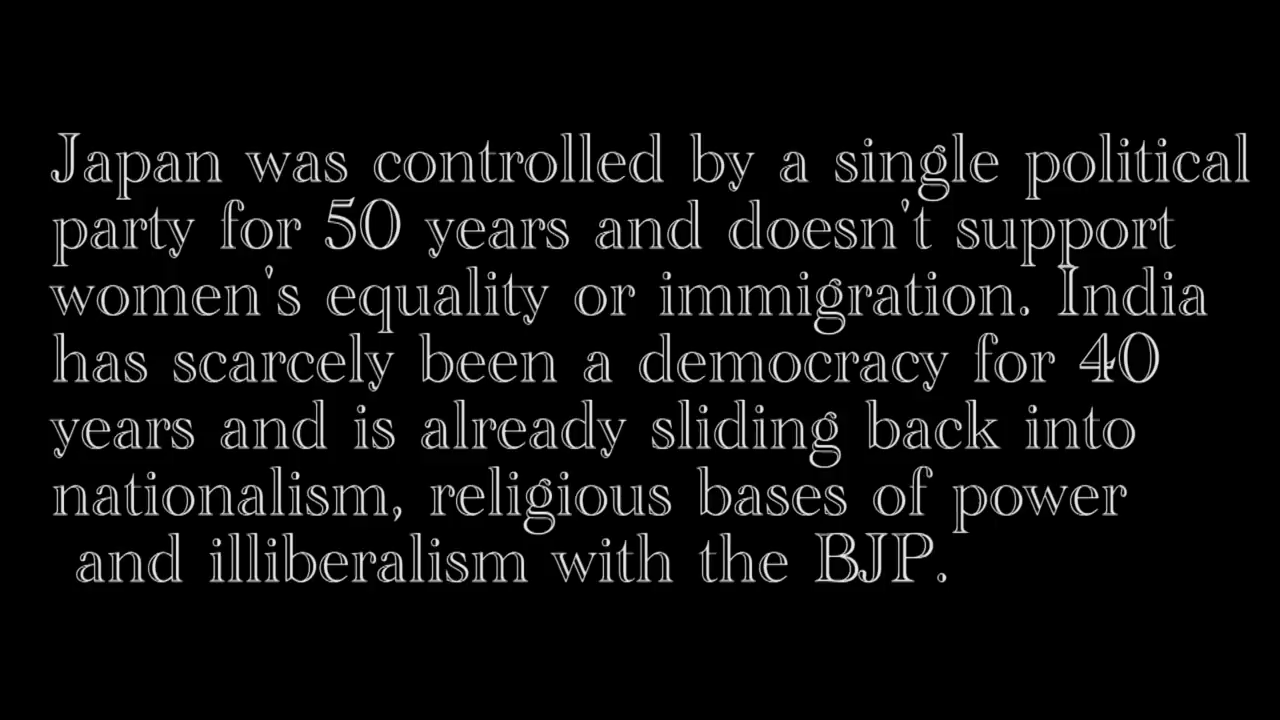 Japan was controlled by a single political
party for 50 years and doesn't support
women's equality or immigration. India
has scarcely been a democracy for 40
years and is already sliding back into
nationalism, religious bases of power
and illiberalism with the BJP.